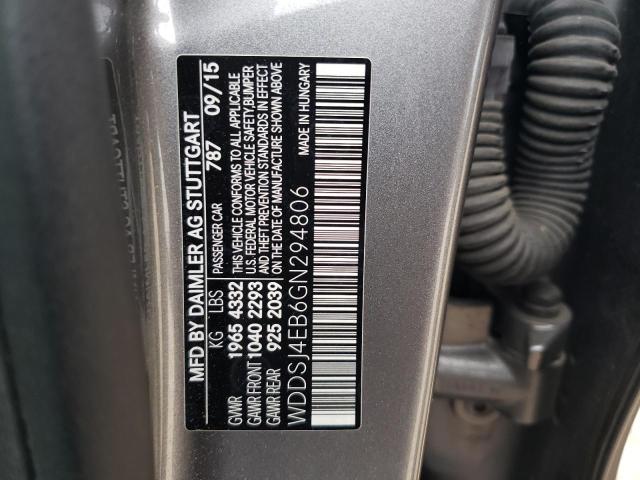 MFD BY DAIMLER AG STUTTGART
KG LBS PASSENGER CAR 787 09/15
GVWR 1965 4332 THIS VEHICLE CONFORMS TO ALL APPLICABLE
GAWR FRONT 1040 2293 U.S. FEDERAL MOTOR VEHICLE SAFETY,BUMPER
AND THEFT PREVENTION STANDARDS IN EFFECT
GAWR REAR 925 2039 ON THE DATE OF MANUFACTURE SHOWN ABOVE
WDDSJ4EB6GN294806 MADE IN HUNGARY